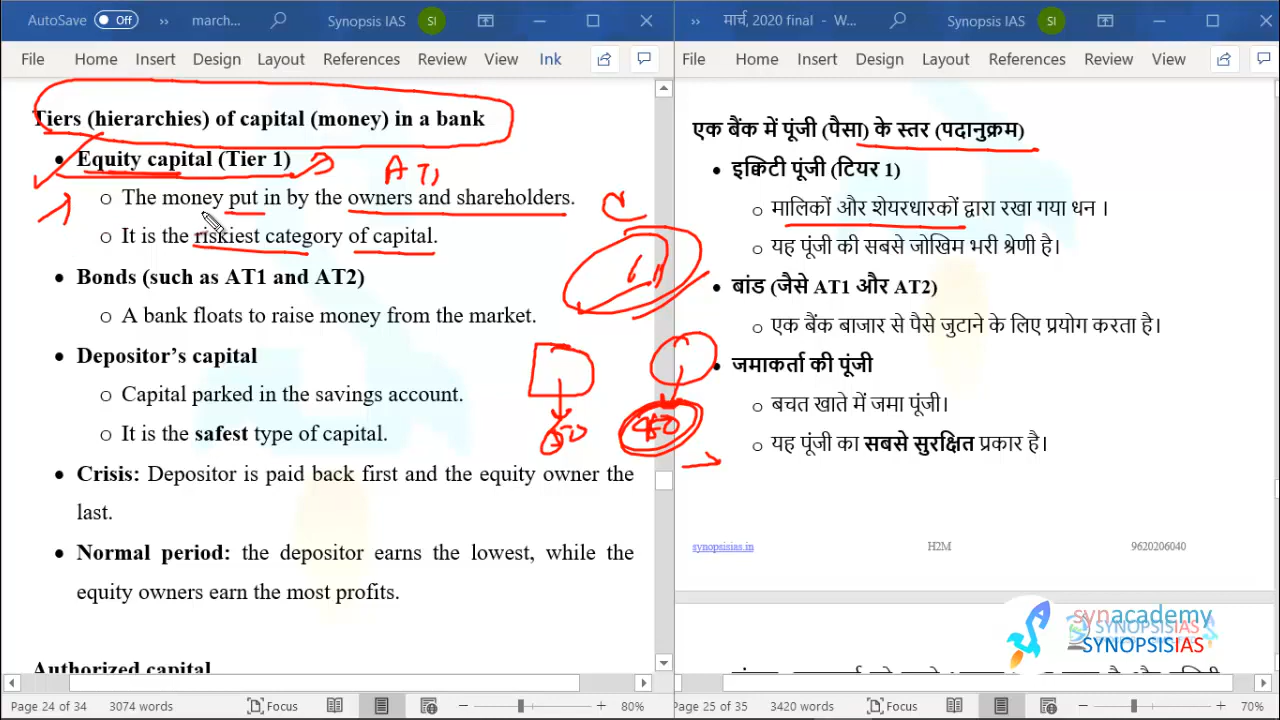 AutoSave Off march... Synopsis IAS SI
File Home Insert Design Layout References Review View Ink
Tiers (hierarchies) of capital (money) in a bank
• Equity capital (Tier 1)
AT1
o The money put in by the owners and shareholders.
o It is the riskiest category of capital.
• Bonds (such as AT1 and AT2)
o A bank floats to raise money from the market.
• Depositor's capital
o Capital parked in the savings account.
o It is the safest type of capital.
• Crisis: Depositor is paid back first and the equity owner the
last.
• Normal period: the depositor earns the lowest, while the
equity owners earn the most profits.
Authorized capital
Page 24 of 34 3074 words Focus 80%
मार्च, 2020 final - W... Synopsis IAS SI
File Home Insert Design Layout References Review View
एक बैंक में पूंजी (पैसा) के स्तर (पदानुक्रम)
• इक्विटी पूंजी (टियर 1)
o मालिकों और शेयरधारकों द्वारा रखा गया धन ।
o यह पूंजी की सबसे जोखिम भरी श्रेणी है।
• बांड (जैसे AT1 और AT2)
o एक बैंक बाजार से पैसे जुटाने के लिए प्रयोग करता है।
• जमाकर्ता की पूंजी
o बचत खाते में जमा पूंजी।
o यह पूंजी का सबसे सुरक्षित प्रकार है।
synopsisias.in H2M 9620206040
synacademy
SYNOPSISIAS
SYNOPSISIAS
Page 25 of 35 3420 words Focus 70%